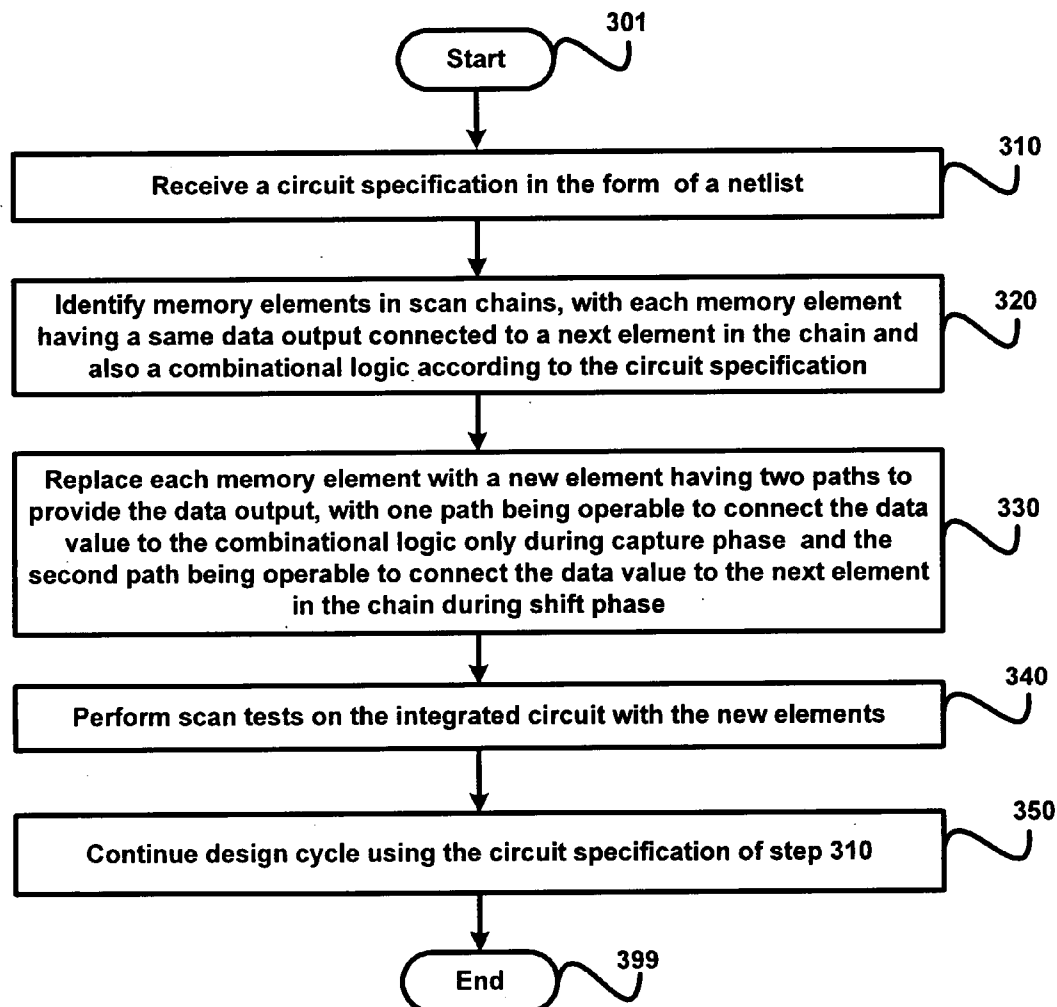 301
Start
310
Receive a circuit specification in the form of a netlist
320
Identify memory elements in scan chains, with each memory element
having a same data output connected to a next element in the chain and
also a combinational logic according to the circuit specification
330
Replace each memory element with a new element having two paths to
provide the data output, with one path being operable to connect the data
value to the combinational logic only during capture phase and the
second path being operable to connect the data value to the next element
in the chain during shift phase
340
Perform scan tests on the integrated circuit with the new elements
350
Continue design cycle using the circuit specification of step 310
399
End